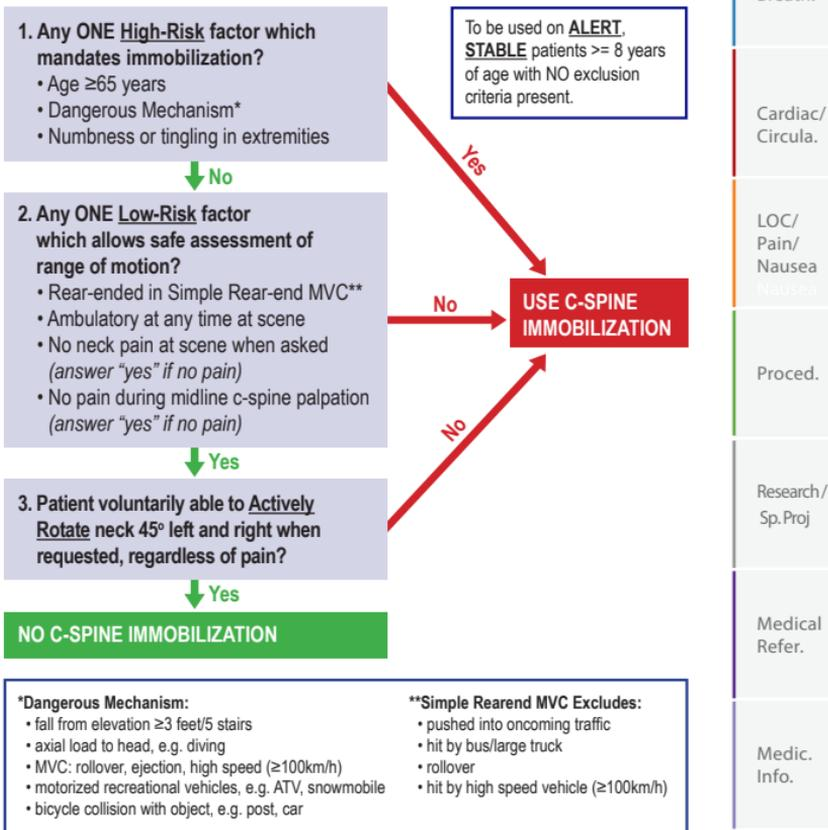 1. Any ONE High-Risk factor which
mandates immobilization?
• Age ≥65 years
• Dangerous Mechanism*
• Numbness or tingling in extremities
No
Yes
To be used on ALERT,
STABLE patients >= 8 years
of age with NO exclusion
criteria present.
2. Any ONE Low-Risk factor
which allows safe assessment of
range of motion?
• Rear-ended in Simple Rear-end MVC**
• Ambulatory at any time at scene
• No neck pain at scene when asked
(answer “yes” if no pain)
• No pain during midline c-spine palpation
(answer “yes” if no pain)
No
USE C-SPINE
IMMOBILIZATION
Yes
No
3. Patient voluntarily able to Actively
Rotate neck 45º left and right when
requested, regardless of pain?
Yes
NO C-SPINE IMMOBILIZATION
*Dangerous Mechanism:
• fall from elevation ≥3 feet/5 stairs
• axial load to head, e.g. diving
• MVC: rollover, ejection, high speed (≥100km/h)
• motorized recreational vehicles, e.g. ATV, snowmobile
• bicycle collision with object, e.g. post, car
**Simple Rearend MVC Excludes:
• pushed into oncoming traffic
• hit by bus/large truck
• rollover
• hit by high speed vehicle (≥100km/h)
Cardiac/
Circula.
LOC/
Pain/
Nausea
Nausea
Proced.
Research/
Sp. Proj
Medical
Refer.
Medic.
Info.